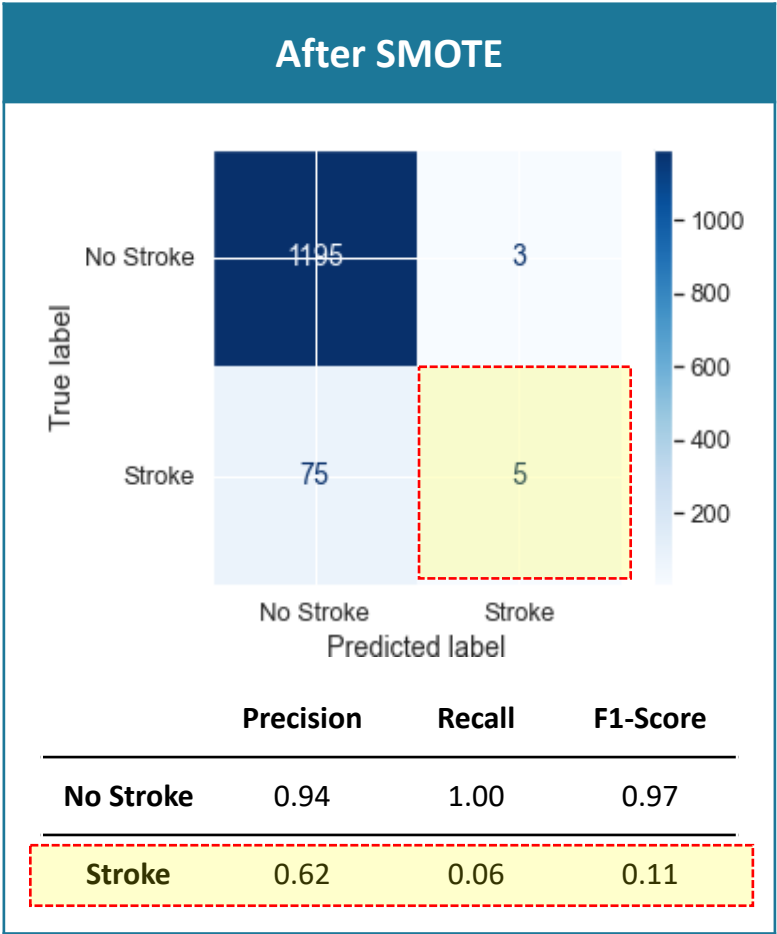 After SMOTE
1195 3
No Stroke
75 5
Stroke
True label
No Stroke Stroke
Predicted label
1000
800
600
400
200
Precision Recall F1-Score
No Stroke 0.94 1.00 0.97
Stroke 0.62 0.06 0.11